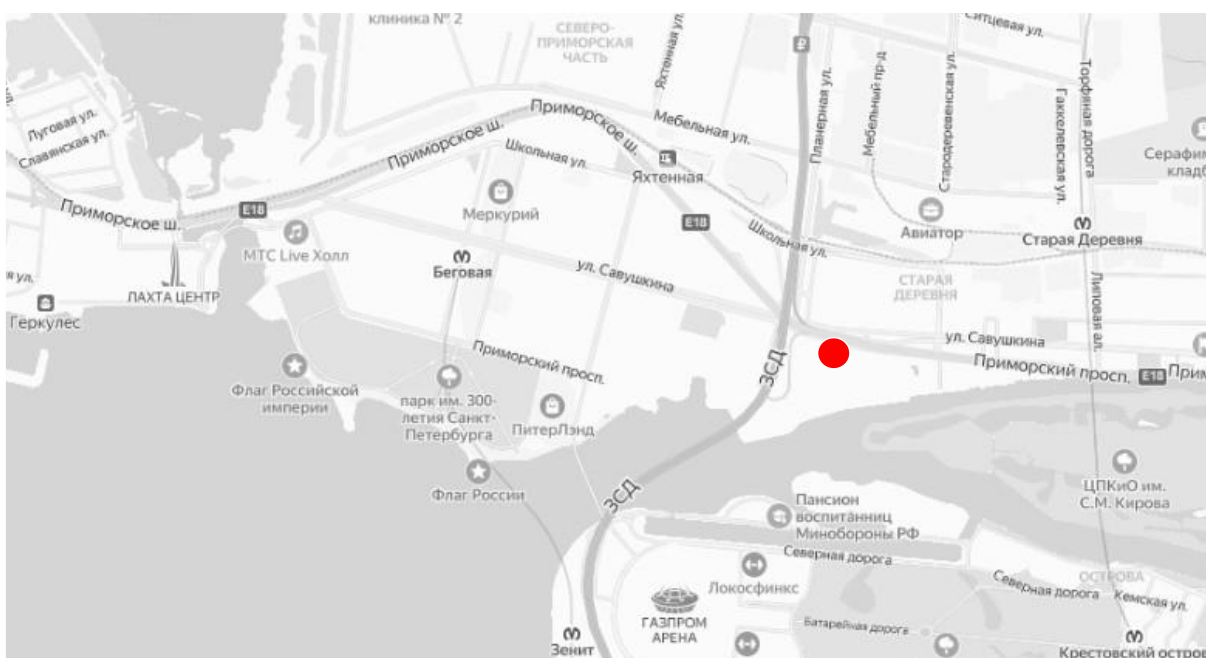 клиника № 2
СЕВЕРО-
ПРИМОРСКАЯ
ЧАСТЬ
Яхтенная ул.
Ситцевая ул.
Луговая ул.
Славянская ул.
Приморское ш.
Приморское ш.
Приморское ш.
Мебельная ул.
Планерная ул.
Мебельный пр-д
Стародеревенская ул.
Гаккелевская ул.
Торфяная дорога
Серафим
кладб
Школьная ул.
Яхтенная
Меркурий
E18
E18
МТС Live Холл
Беговая
ул. Савушкина
Школьная ул.
Авиатор
Старая Деревня
СТАРАЯ
ДЕРЕВНЯ
Липовая ал.
я ул.
ЛАХТА ЦЕНТР
Геркулес
Приморский просп.
ЗСД
ул. Савушкина
Приморский просп.
E18
Прим
Флаг Российской
империи
парк им. 300-
летия Санкт-
Петербурга
ПитерЛэнд
Флаг России
ЗСД
ЦПКиО им.
С.М. Кирова
Пансион
воспитанниц
Минобороны РФ
Северная дорога
Локосфинкс
ГАЗПРОМ
АРЕНА
Северная дорога
ОСТРОВА
Кемская ул.
Батарейная дорога
Зенит
Крестовский остров